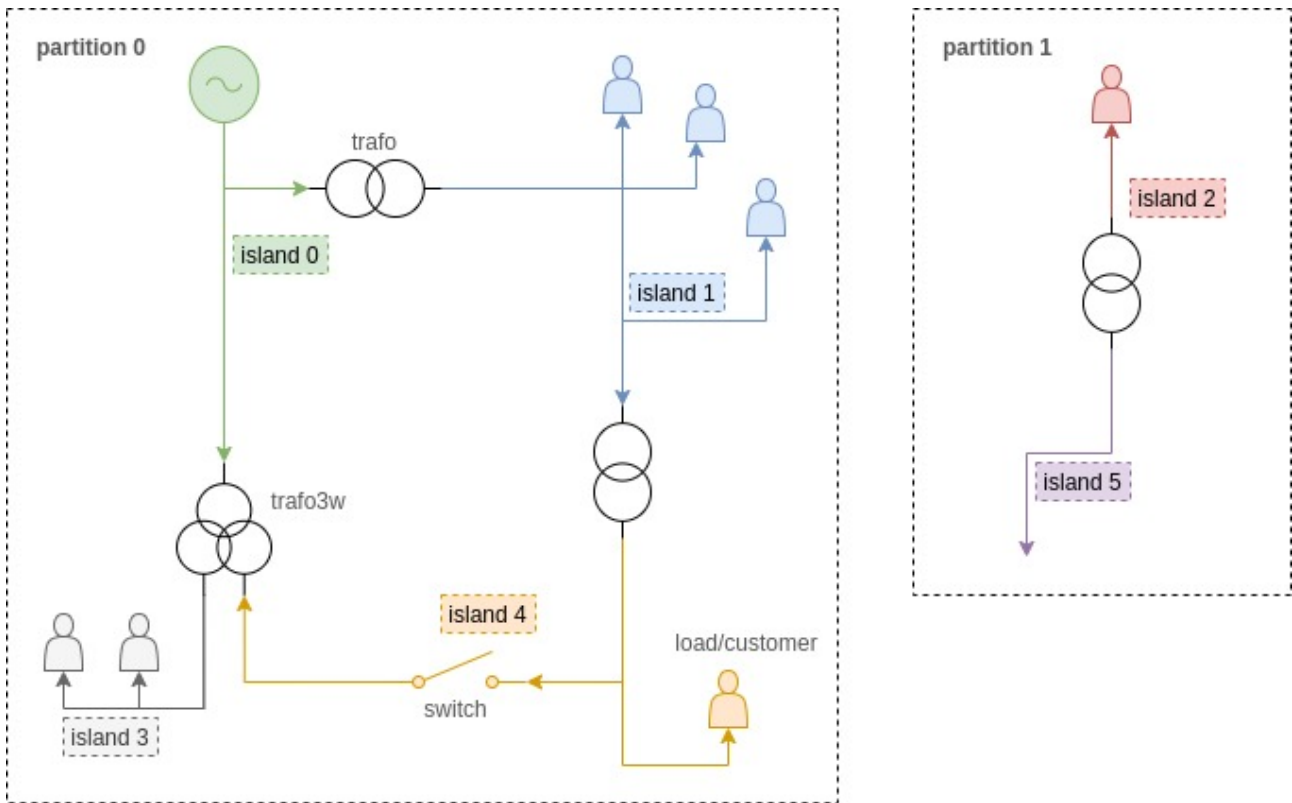 partition 0
partition 1
trafo
island 2
island 0
island 1
island 5
trafo3w
island 4
load/customer
switch
island 3